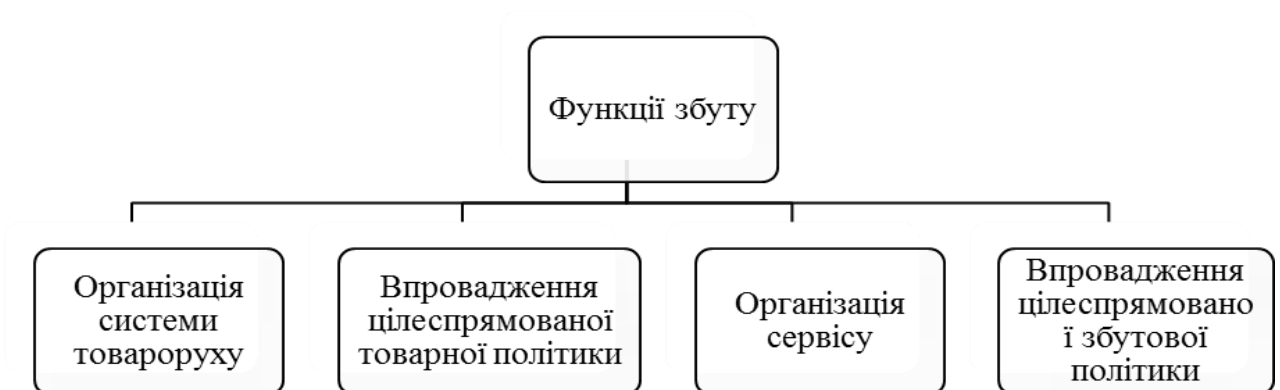 Функції збуту
Організація
системи
товароруху
Впровадження
цілеспрямованої
товарної політики
Організація
сервісу
Впровадження
цілеспрямовано
ї збутової
політики